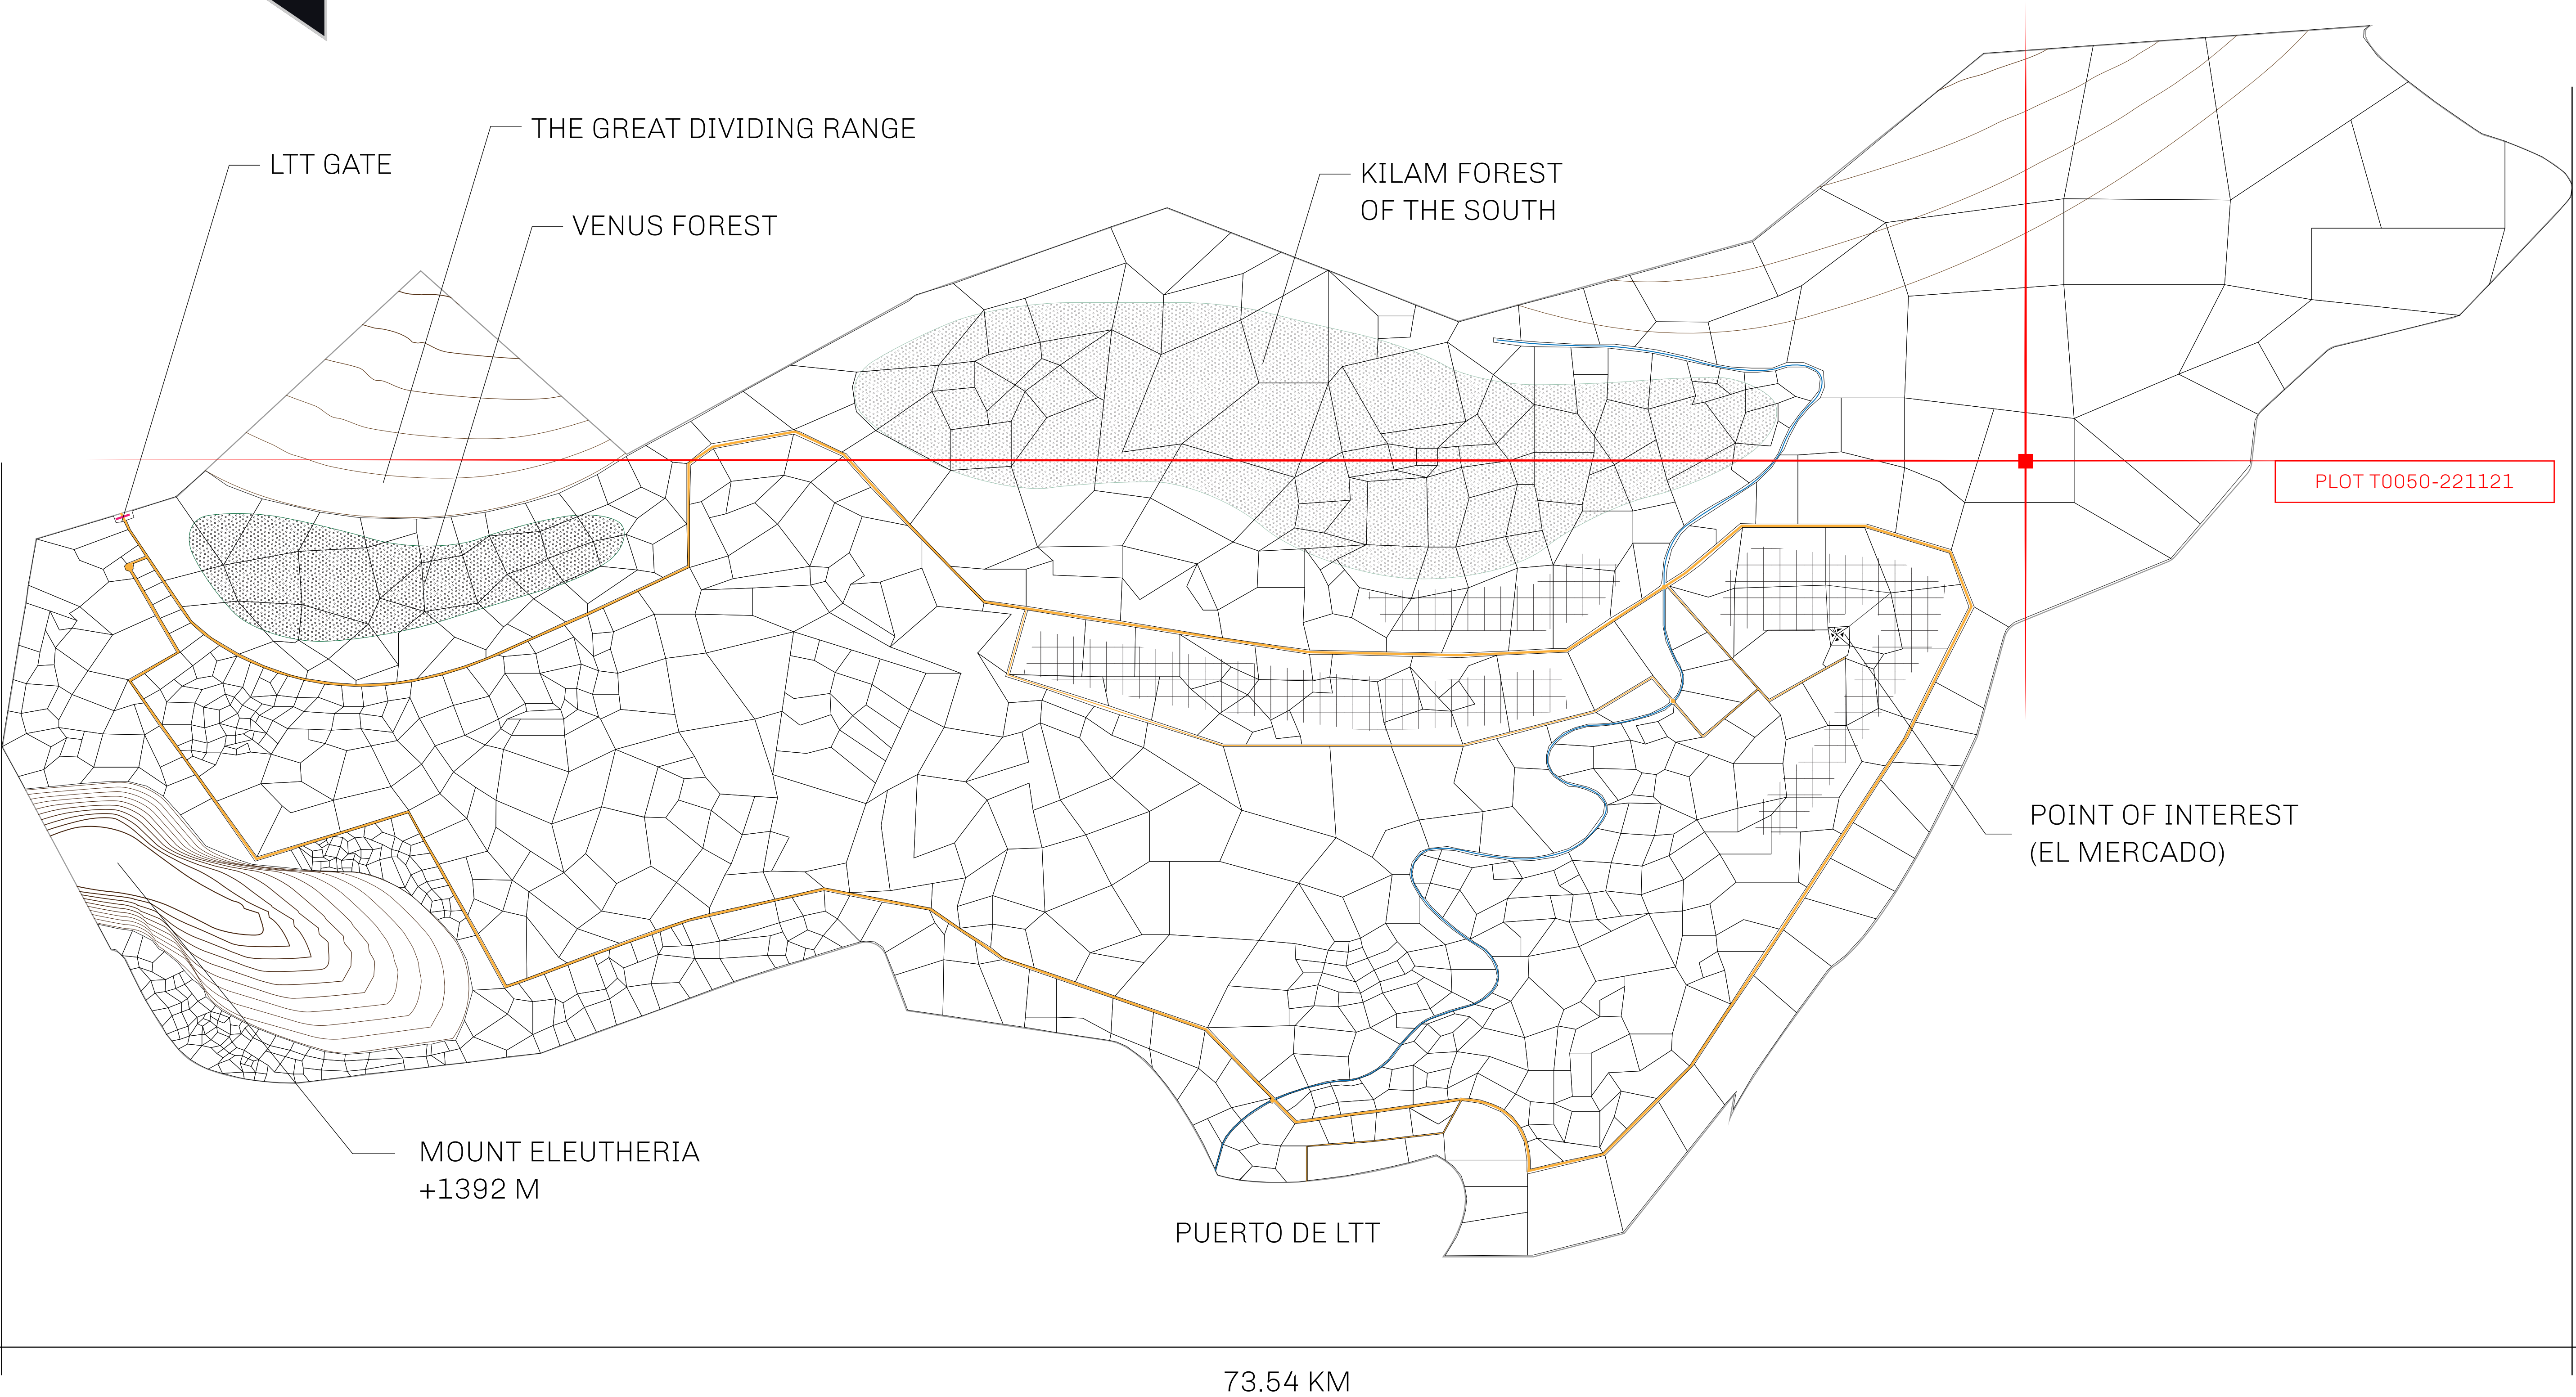 THE GREAT DIVIDING RANGE
LTT GATE
VENUS FOREST
KILAM FOREST
OF THE SOUTH
PLOT T0050-221121
POINT OF INTEREST
(EL MERCADO)
MOUNT ELEUTHERIA
+1392 M
PUERTO DE LTT
73.54 KM